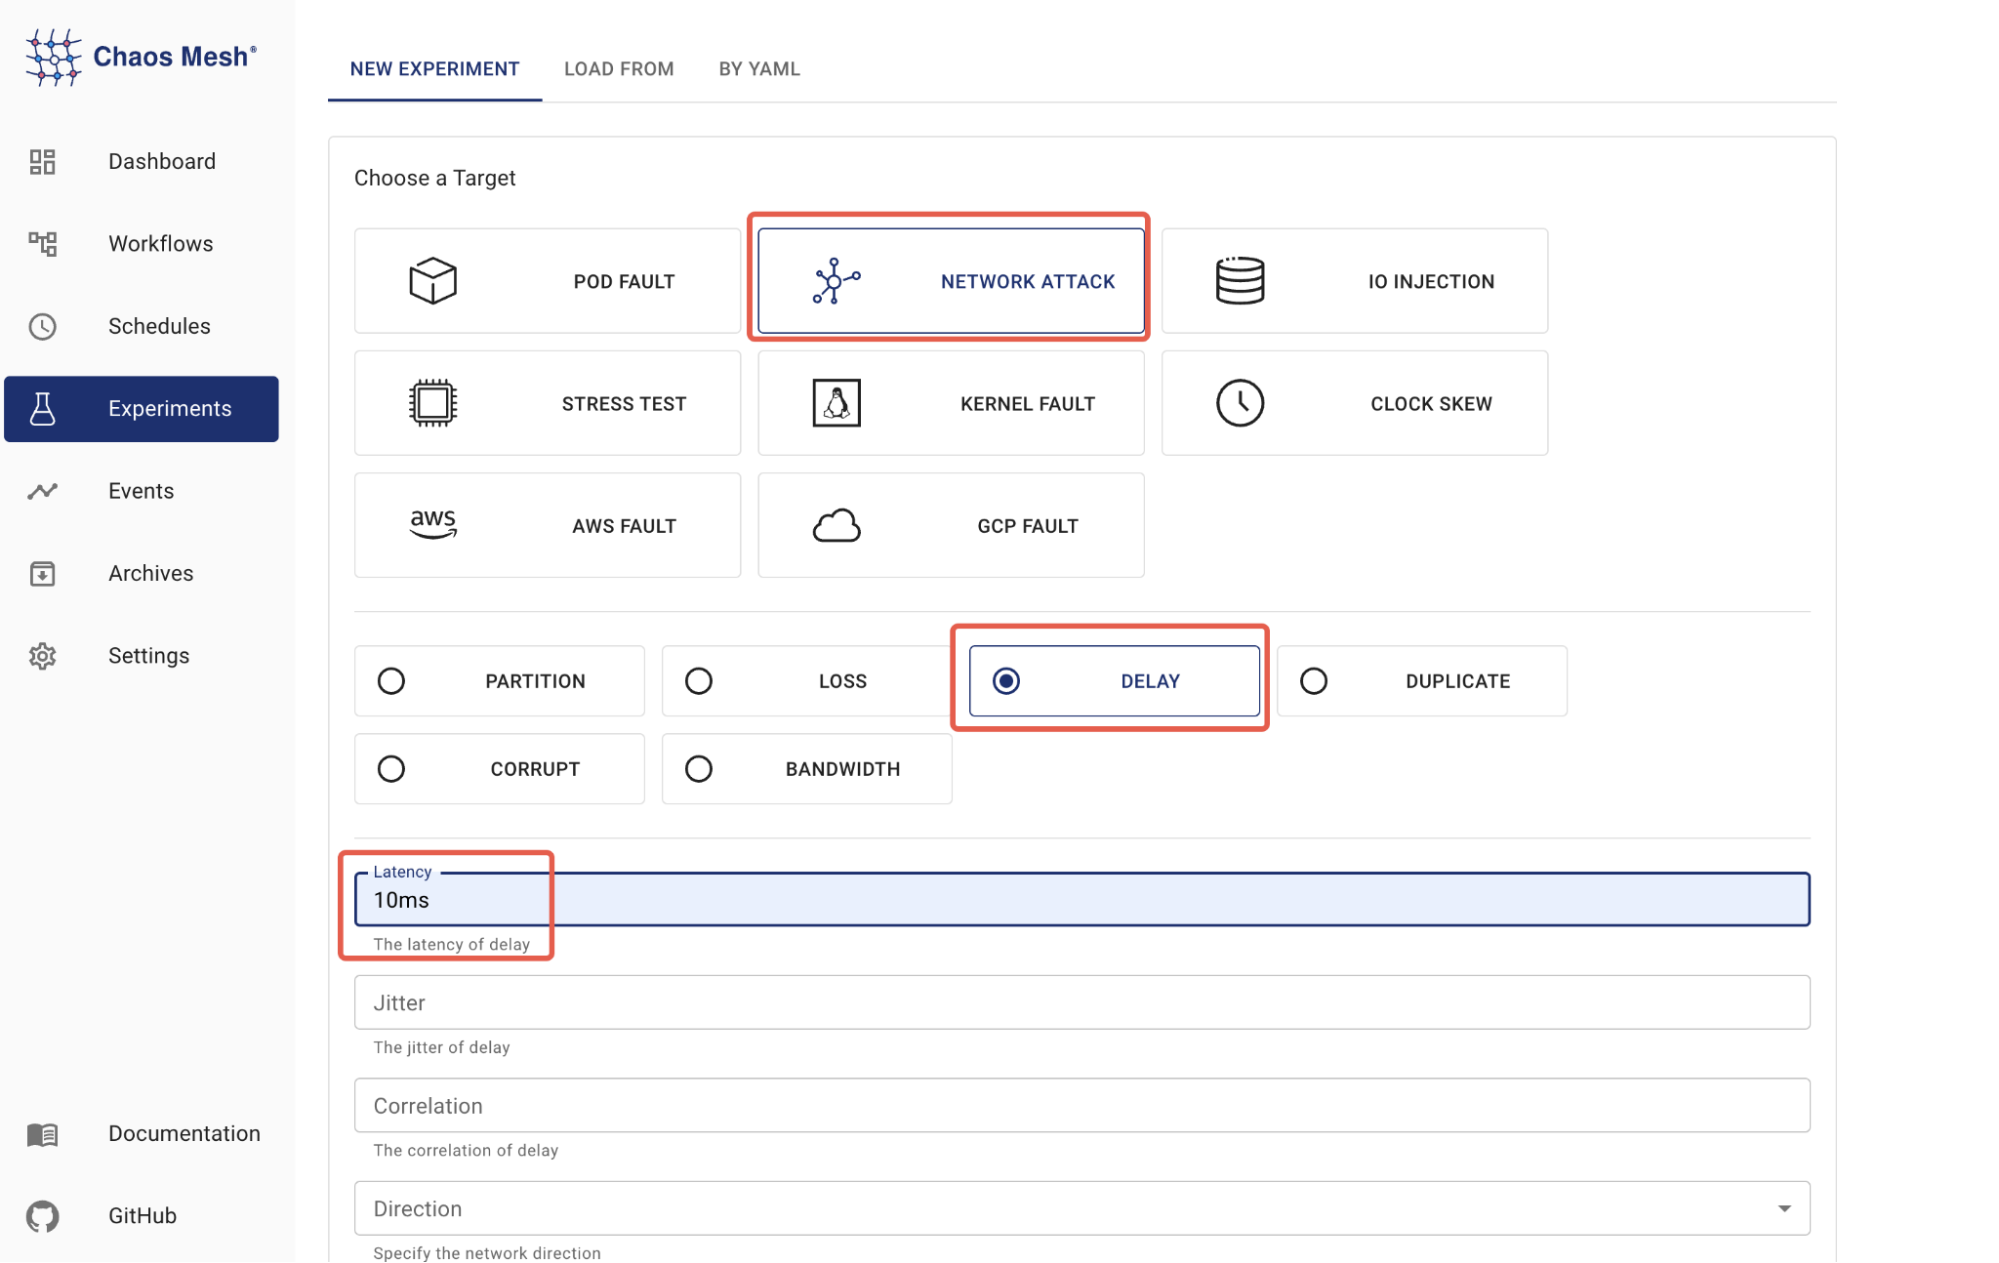 Chaos Mesh®
Dashboard
Workflows
Schedules
Experiments
Events
Archives
Settings
Documentation
GitHub
NEW EXPERIMENT
LOAD FROM
BY YAML
Choose a Target
POD FAULT
NETWORK ATTACK
IO INJECTION
STRESS TEST
KERNEL FAULT
CLOCK SKEW
aws
AWS FAULT
GCP FAULT
PARTITION
LOSS
DELAY
DUPLICATE
CORRUPT
BANDWIDTH
Latency
10ms
The latency of delay
Jitter
The jitter of delay
Correlation
The correlation of delay
Direction
Specify the network direction